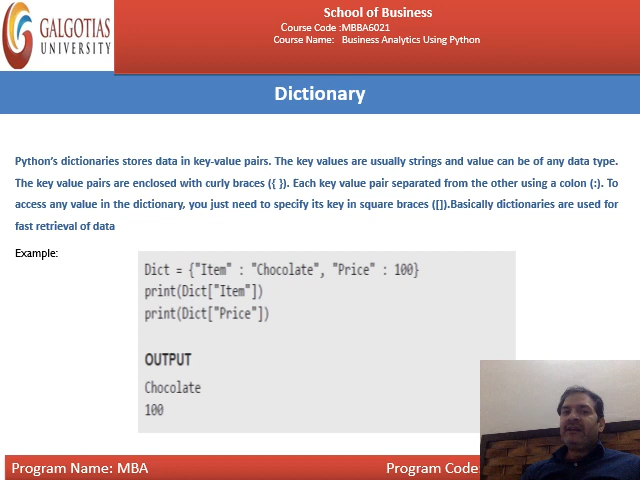 GALGOTIAS
UNIVERSITY
School of Business
Course Code :MBBA6021
Course Name: Business Analytics Using Python
Dictionary
Python's dictionaries stores data in key-value pairs. The key values are usually strings and value can be of any data type.
The key value pairs are enclosed with curly braces ({ }). Each key value pair separated from the other using a colon (:). To
access any value in the dictionary, you just need to specify its key in square braces ([]).Basically dictionaries are used for
fast retrieval of data
Example:
Dict = {"Item" : "Chocolate", "Price" : 100}
print(Dict["Item"])
print(Dict["Price"])
OUTPUT
Chocolate
100
Program Name: MBA
Program Code: